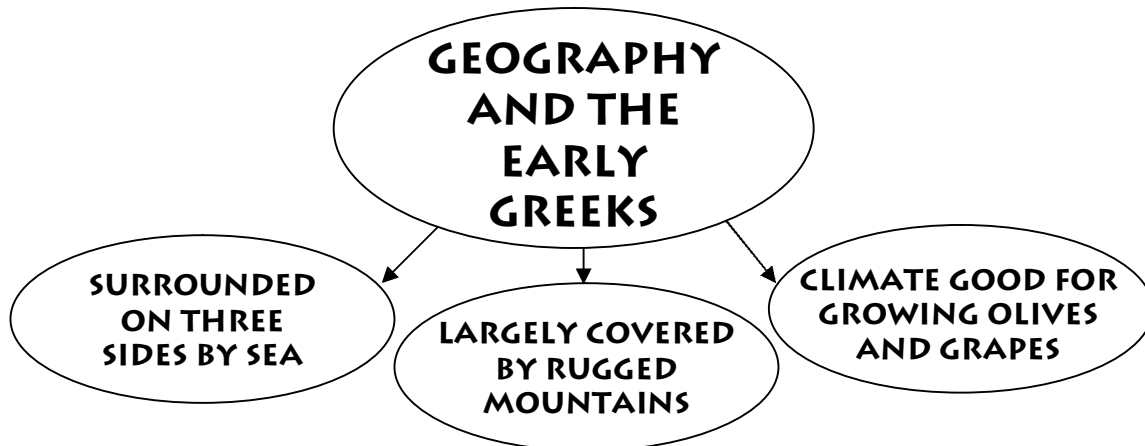 GEOGRAPHY
AND THE
EARLY
GREEKS
SURROUNDED
ON THREE
SIDES BY SEA
LARGELY COVERED
BY RUGGED
MOUNTAINS
CLIMATE GOOD FOR
GROWING OLIVES
AND GRAPES